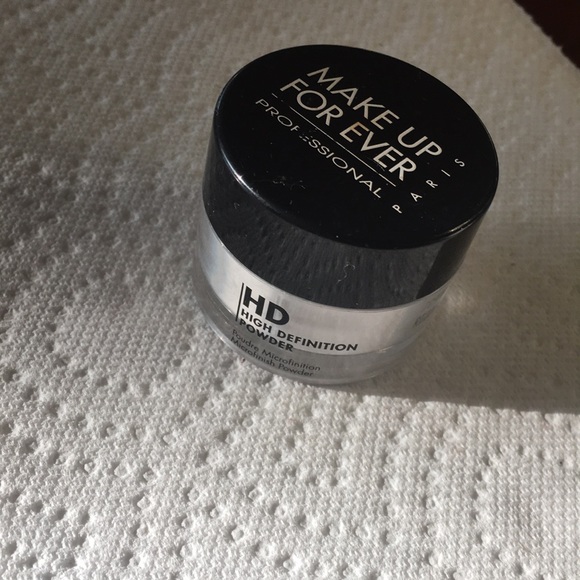 MAKE UP
FOR EVER
PROFESSIONAL
PARIS
HD
HIGH DEFINITION
POWDER
Poudre Microfinition
Microfinish Powder